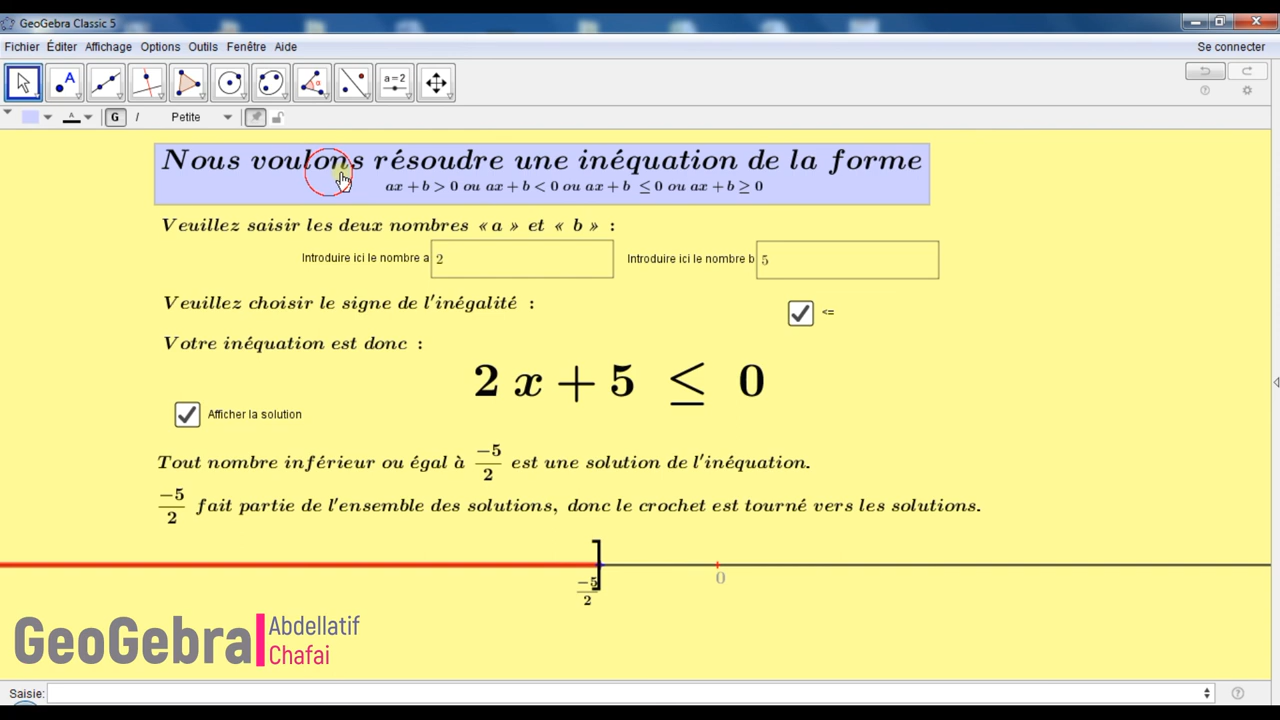 GeoGebra Classic 5
Fichier Éditer Affichage Options Outils Fenêtre Aide Se connecter
a=2
A G I Petite
Nous voulons résoudre une inéquation de la forme
ax + b > 0 ou ax + b < 0 ou ax + b ≤ 0 ou ax + b ≥ 0
Veuillez saisir les deux nombres « a » et « b » :
Introduire ici le nombre a 2 Introduire ici le nombre b 5
Veuillez choisir le signe de l'inégalité : <=
Votre inéquation est donc :
2 x + 5 ≤ 0
Afficher la solution
Tout nombre inférieur ou égal à −5/2 est une solution de l'inéquation.
−5/2 fait partie de l'ensemble des solutions, donc le crochet est tourné vers les solutions.
−5/2 0
GeoGebra Abdellatif
Chafai
Saisie: